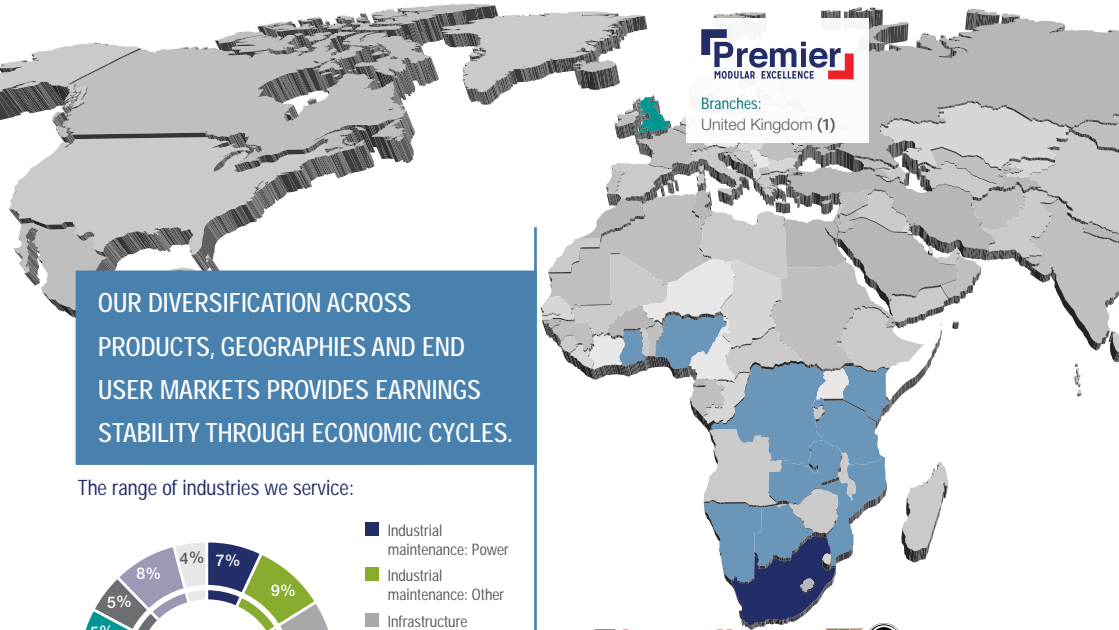 Premier
MODULAR EXCELLENCE
Branches:
United Kingdom (1)
OUR DIVERSIFICATION ACROSS
PRODUCTS, GEOGRAPHIES AND END
USER MARKETS PROVIDES EARNINGS
STABILITY THROUGH ECONOMIC CYCLES.
The range of industries we service:
4%
7%
8%
9%
5%
5%
Industrial
maintenance: Power
Industrial
maintenance: Other
Infrastructure